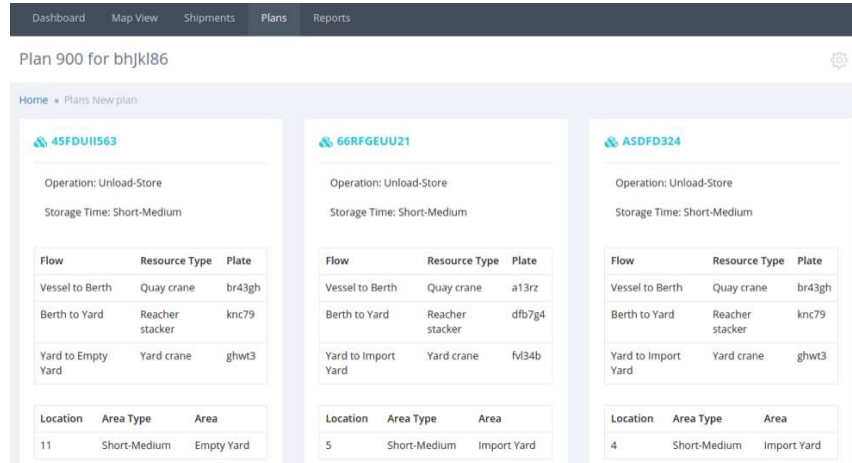 Dashboard Map View Shipments Plans Reports
Plan 900 for bhJkl86
Home Plans New plan
45FDUII563
Operation: Unload-Store
Storage Time: Short-Medium
Flow Resource Type Plate
Vessel to Berth Quay crane br43gh
Berth to Yard Reacher stacker knc79
Yard to Empty Yard Yard crane ghwt3
Location Area Type Area
11 Short-Medium Empty Yard
66RFGEUU21
Operation: Unload-Store
Storage Time: Short-Medium
Flow Resource Type Plate
Vessel to Berth Quay crane a13rz
Berth to Yard Reacher stacker dfb7g4
Yard to Import Yard Yard crane fvl34b
Location Area Type Area
5 Short-Medium Import Yard
ASDFD324
Operation: Unload-Store
Storage Time: Short-Medium
Flow Resource Type Plate
Vessel to Berth Quay crane br43gh
Berth to Yard Reacher stacker knc79
Yard to Import Yard Yard crane ghwt3
Location Area Type Area
4 Short-Medium Import Yard